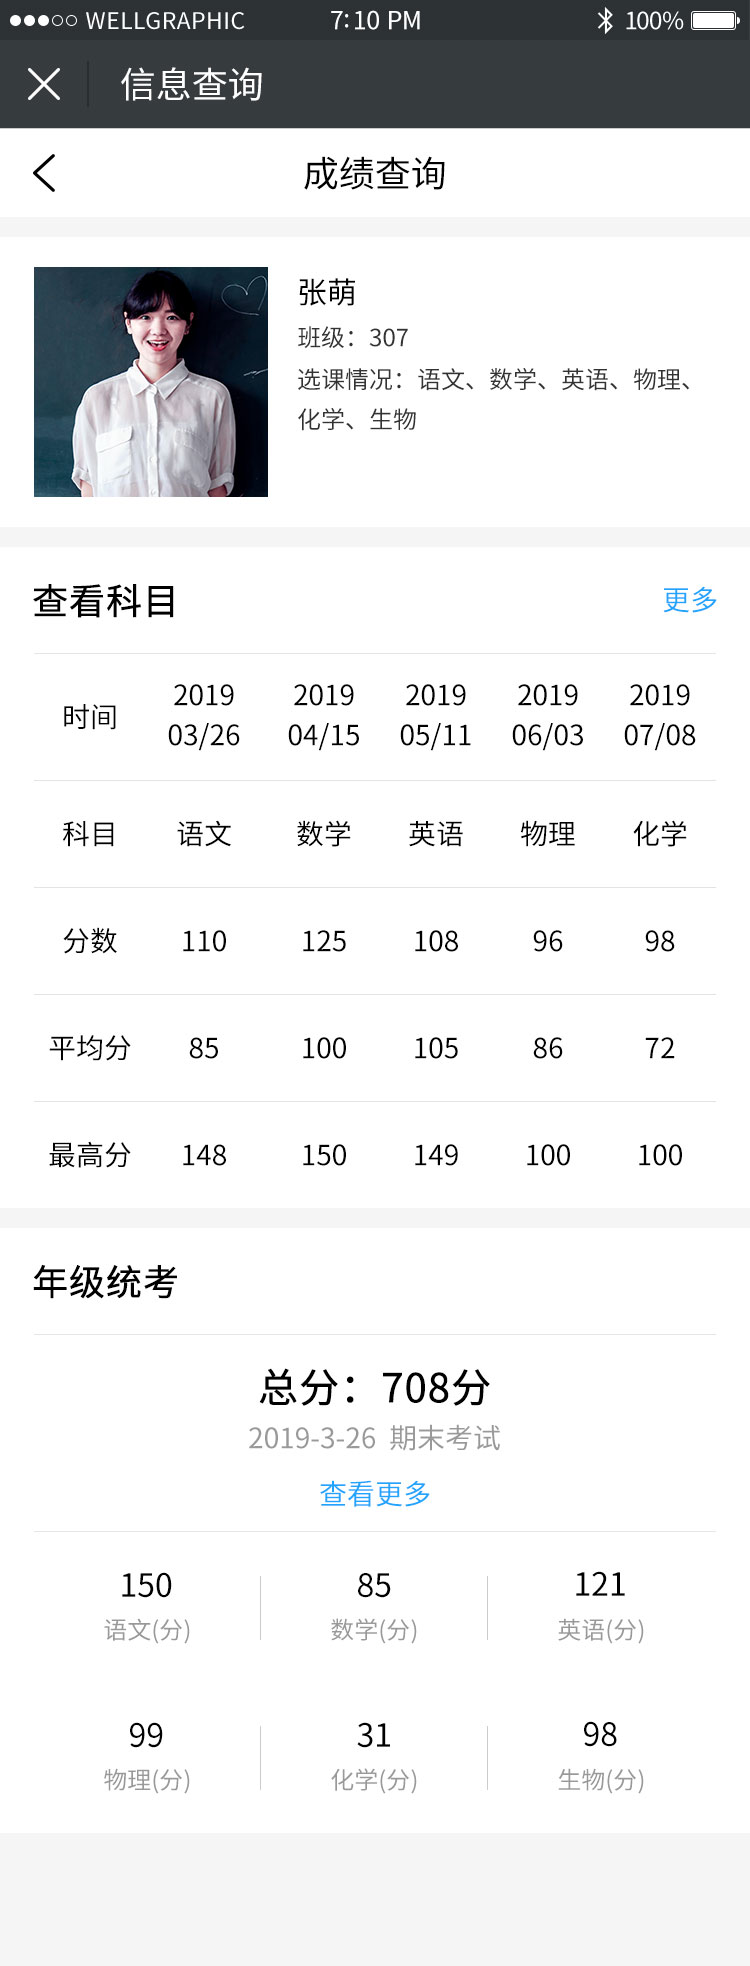 WELLGRAPHIC 7:10 PM 100%
信息查询
成绩查询
张萌
班级：307
选课情况：语文、数学、英语、物理、
化学、生物
查看科目 更多
时间 2019 03/26 2019 04/15 2019 05/11 2019 06/03 2019 07/08
科目 语文 数学 英语 物理 化学
分数 110 125 108 96 98
平均分 85 100 105 86 72
最高分 148 150 149 100 100
年级统考
总分：708分
2019-3-26 期末考试
查看更多
150 85 121
语文(分) 数学(分) 英语(分)
99 31 98
物理(分) 化学(分) 生物(分)